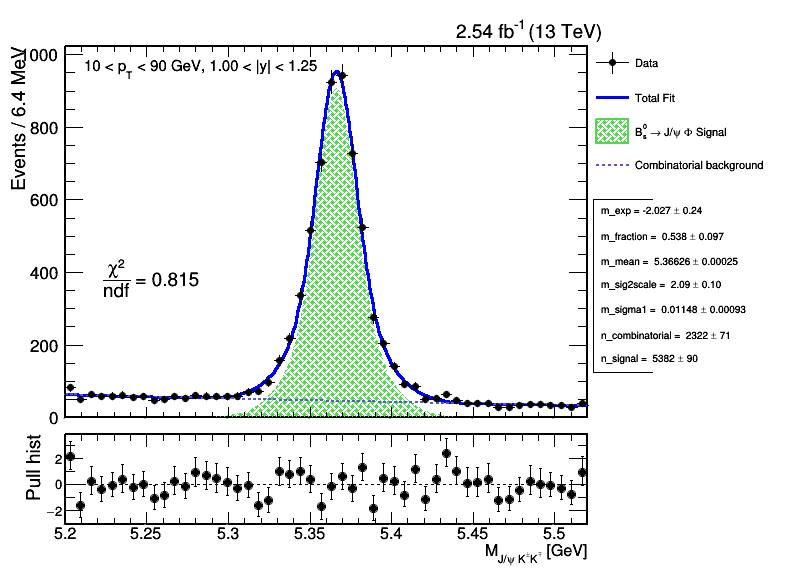 2.54 fb⁻¹ (13 TeV)
Events / 6.4 MeV
10 < p_T < 90 GeV, 1.00 < |y| < 1.25
1000
800
600
400
200
0
χ²/ndf = 0.815
Data
Total Fit
B⁰ₛ → J/ψ Φ Signal
Combinatorial background
m_exp = -2.027 ± 0.24
m_fraction = 0.538 ± 0.097
m_mean = 5.36626 ± 0.00025
m_sig2scale = 2.09 ± 0.10
m_sigma1 = 0.01148 ± 0.00093
n_combinatorial = 2322 ± 71
n_signal = 5382 ± 90
Pull hist
2
0
−2
5.2 5.25 5.3 5.35 5.4 5.45 5.5
M_{J/ψ K^±K^∓} [GeV]